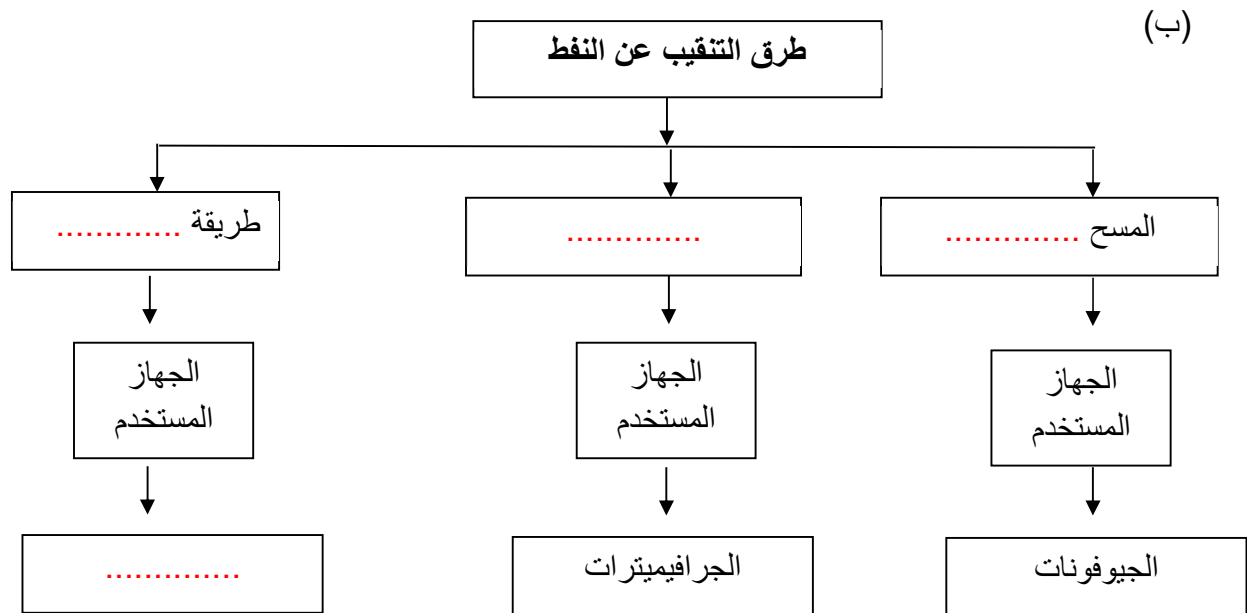 (ب)
طرق التنقيب عن النفط
المسح ..............
..............
طريقة .............
الجهاز
المستخدم
الجهاز
المستخدم
الجهاز
المستخدم
الجيوفونات
الجرافيميترات
..............